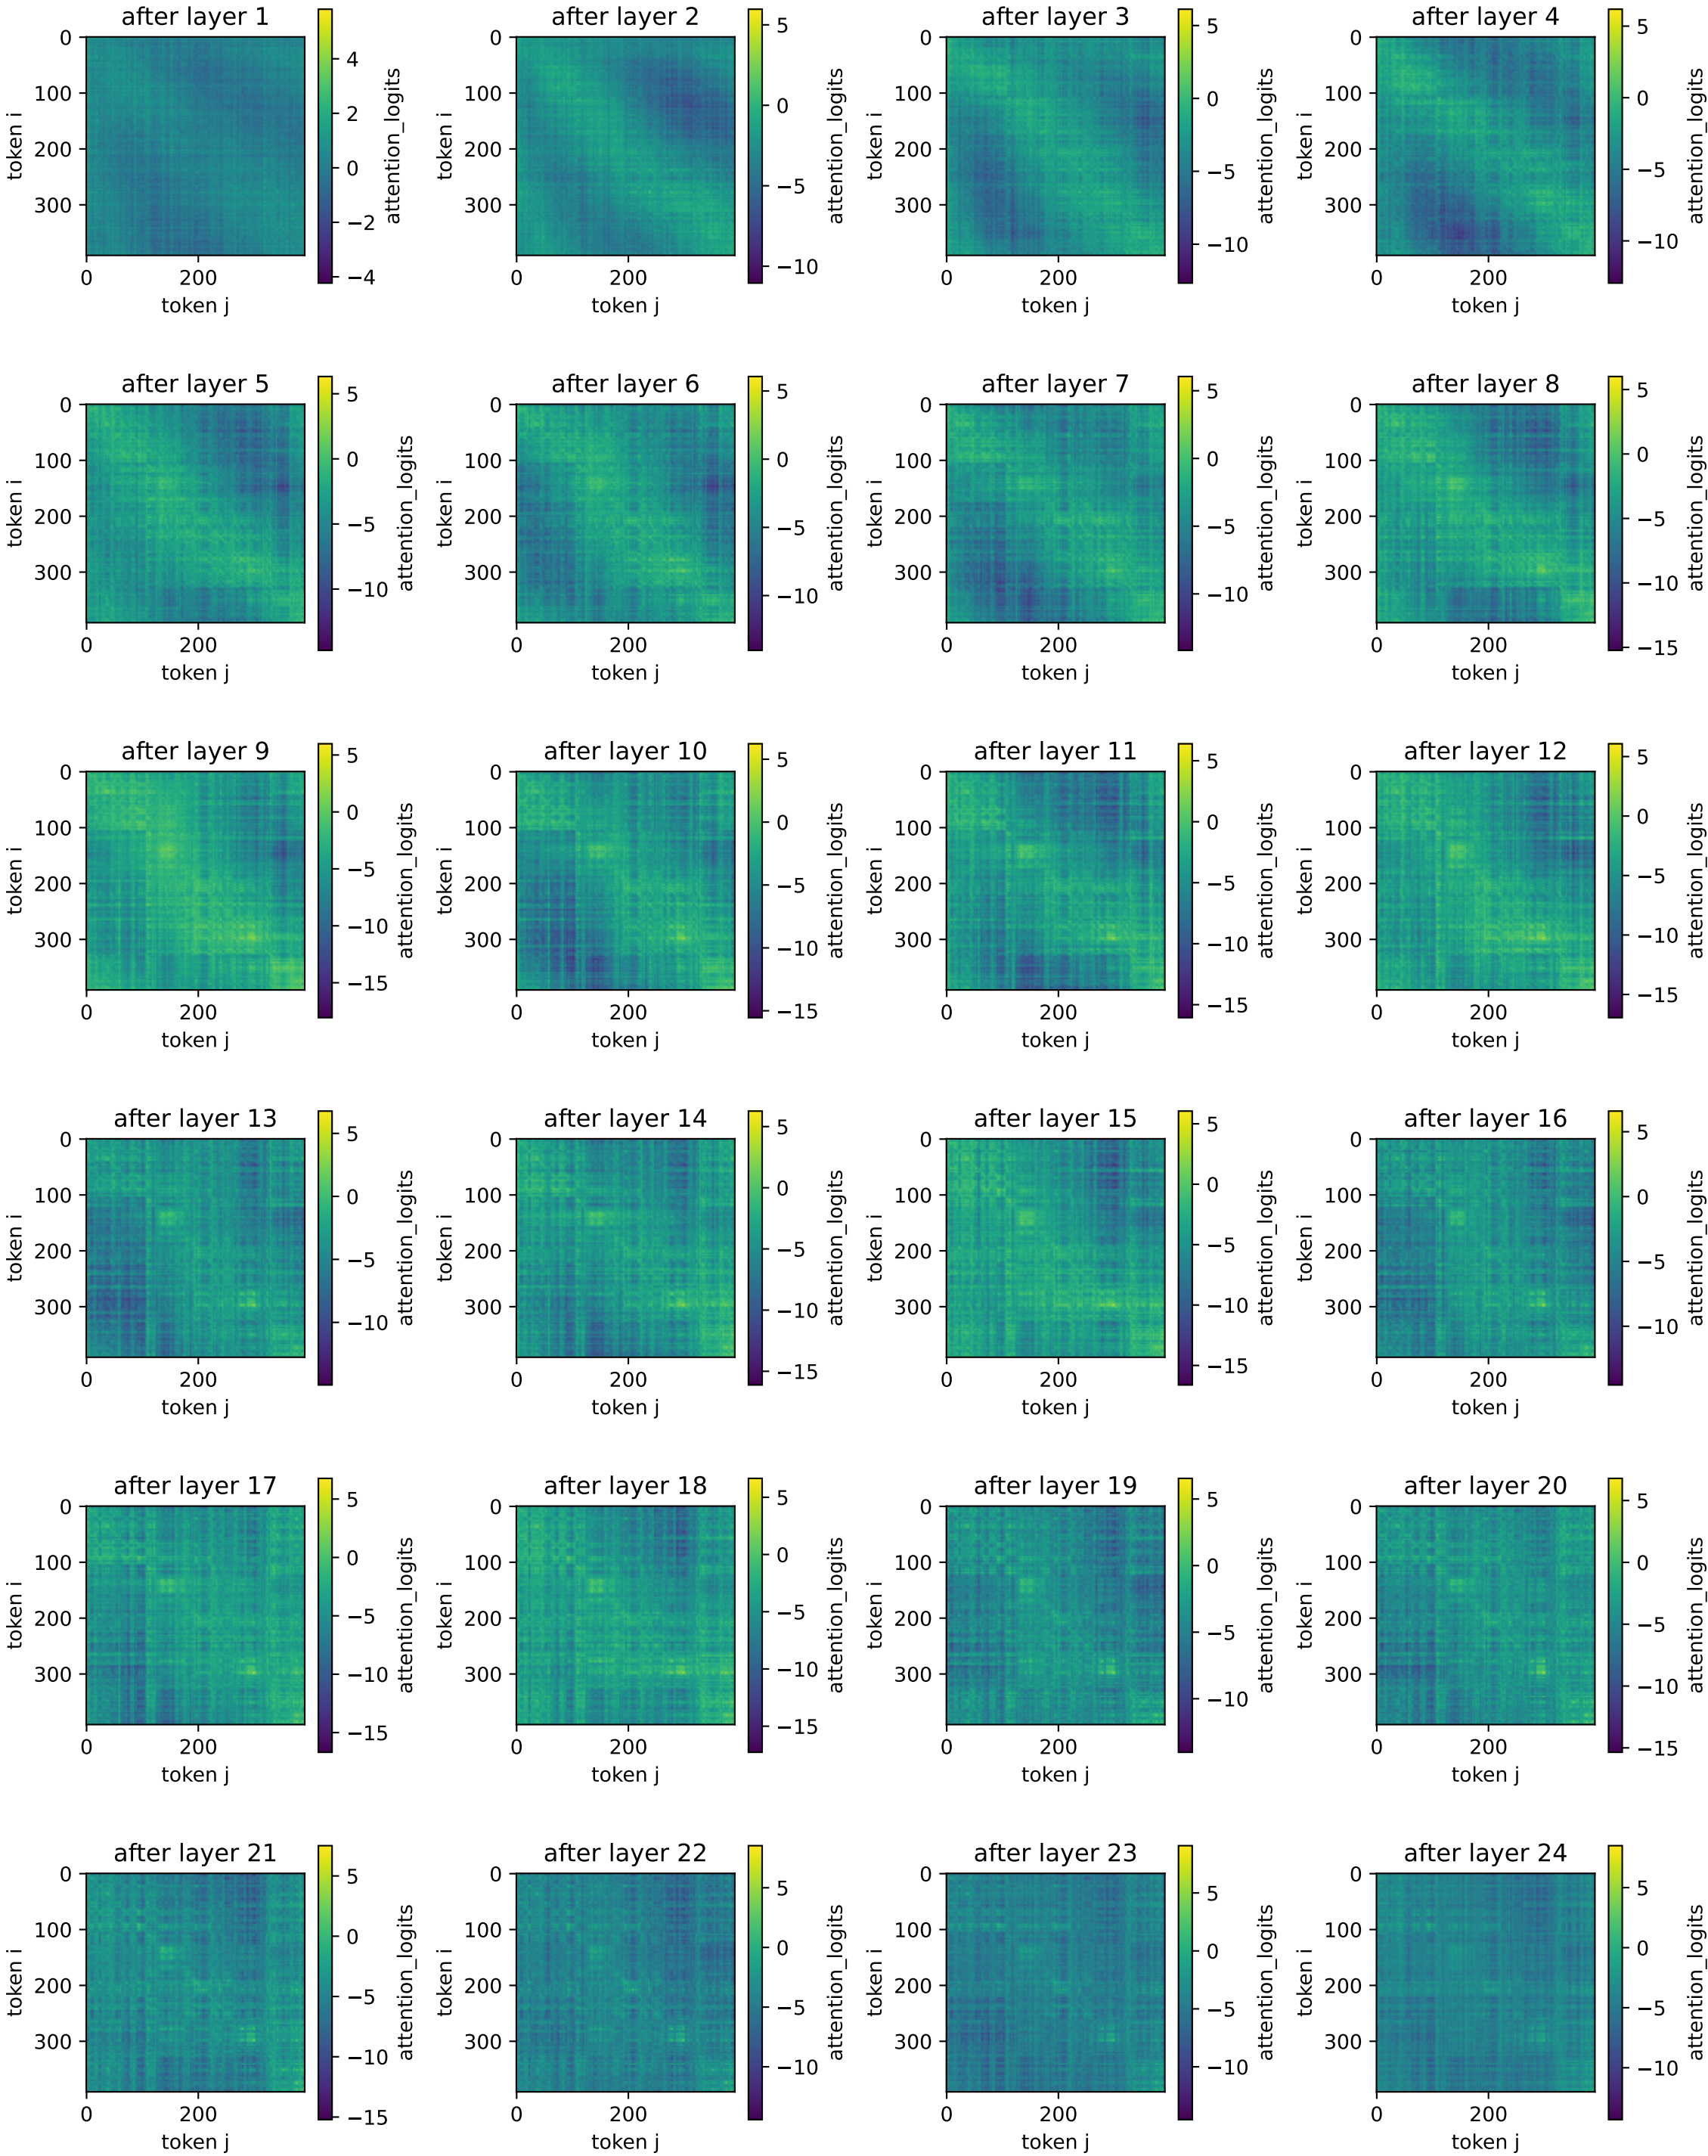 after layer 1
token i
0
100
200
300
0 200
token j
4
2
0
−2
−4
attention_logits
after layer 2
token i
0
100
200
300
0 200
token j
5
0
−5
−10
attention_logits
after layer 3
token i
0
100
200
300
0 200
token j
5
0
−5
−10
attention_logits
after layer 4
token i
0
100
200
300
0 200
token j
5
0
−5
−10
attention_logits
after layer 5
token i
0
100
200
300
0 200
token j
5
0
−5
−10
attention_logits
after layer 6
token i
0
100
200
300
0 200
token j
5
0
−5
−10
attention_logits
after layer 7
token i
0
100
200
300
0 200
token j
5
0
−5
−10
attention_logits
after layer 8
token i
0
100
200
300
0 200
token j
5
0
−5
−10
−15
attention_logits
after layer 9
token i
0
100
200
300
0 200
token j
5
0
−5
−10
−15
attention_logits
after layer 10
token i
0
100
200
300
0 200
token j
5
0
−5
−10
−15
attention_logits
after layer 11
token i
0
100
200
300
0 200
token j
5
0
−5
−10
−15
attention_logits
after layer 12
token i
0
100
200
300
0 200
token j
5
0
−5
−10
−15
attention_logits
after layer 13
token i
0
100
200
300
0 200
token j
5
0
−5
−10
attention_logits
after layer 14
token i
0
100
200
300
0 200
token j
5
0
−5
−10
−15
attention_logits
after layer 15
token i
0
100
200
300
0 200
token j
5
0
−5
−10
−15
attention_logits
after layer 16
token i
0
100
200
300
0 200
token j
5
0
−5
−10
attention_logits
after layer 17
token i
0
100
200
300
0 200
token j
5
0
−5
−10
−15
attention_logits
after layer 18
token i
0
100
200
300
0 200
token j
5
0
−5
−10
−15
attention_logits
after layer 19
token i
0
100
200
300
0 200
token j
5
0
−5
−10
attention_logits
after layer 20
token i
0
100
200
300
0 200
token j
5
0
−5
−10
−15
attention_logits
after layer 21
token i
0
100
200
300
0 200
token j
5
0
−5
−10
−15
attention_logits
after layer 22
token i
0
100
200
300
0 200
token j
5
0
−5
−10
attention_logits
after layer 23
token i
0
100
200
300
0 200
token j
5
0
−5
−10
attention_logits
after layer 24
token i
0
100
200
300
0 200
token j
5
0
−5
−10
attention_logits